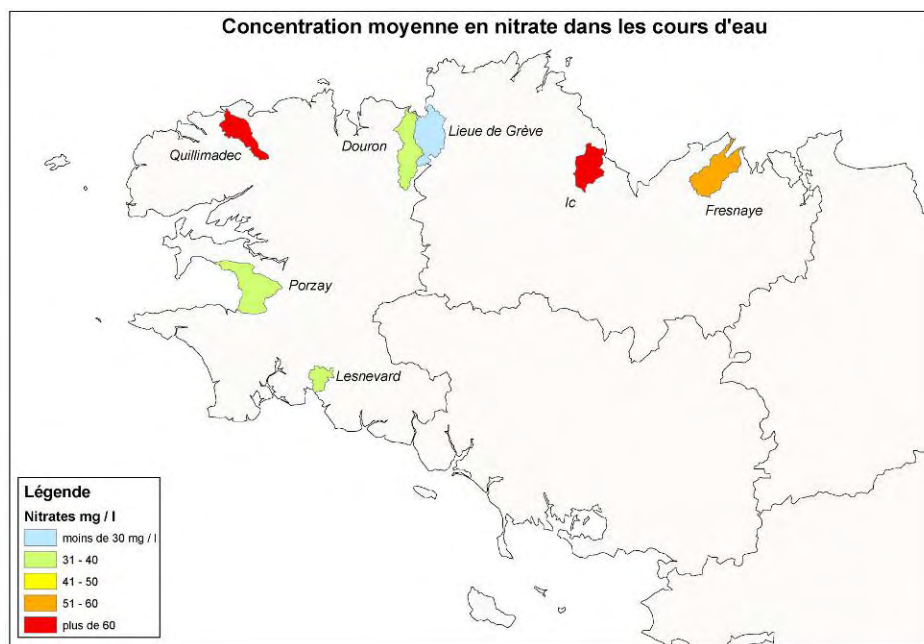 Concentration moyenne en nitrate dans les cours d'eau
Quillimadec
Douron
Lieue de Grève
Ic
Fresnaye
Porzay
Lesnevard
Légende
Nitrates mg / l
moins de 30 mg / l
31 - 40
41 - 50
51 - 60
plus de 60